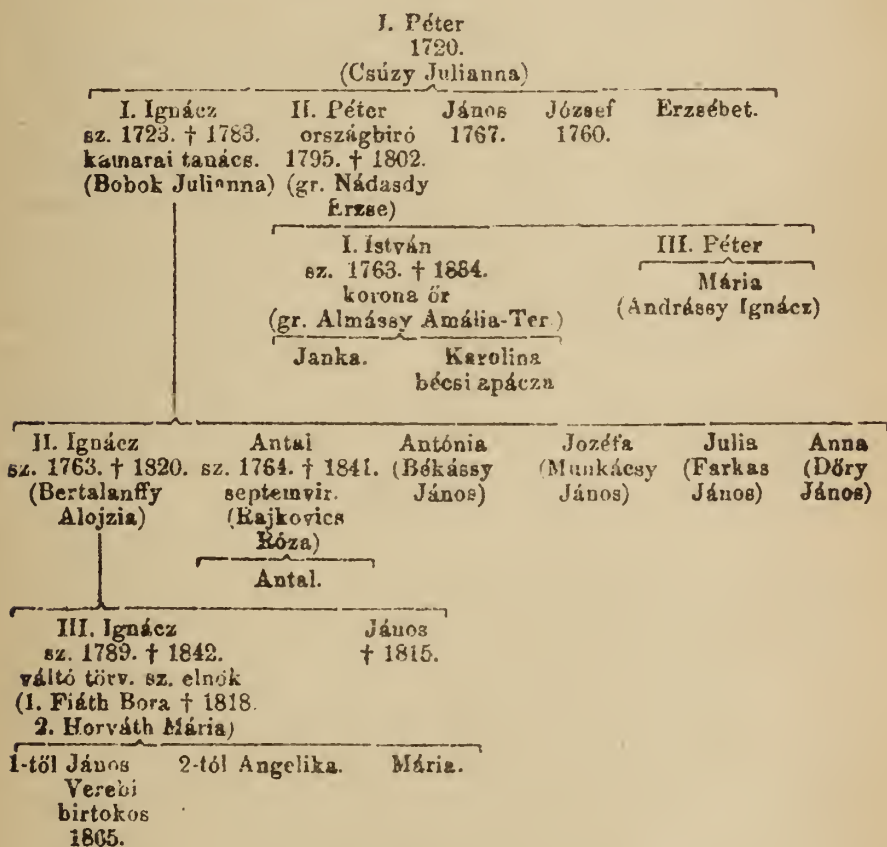 I. Péter
1720.
(Csúzy Julianna)
I. Ignácz II. Péter János József Erzsébet.
sz. 1723. † 1783. országbiró 1767. 1760.
kamarai tanács. 1795. † 1802.
(Bobok Julianna) (gr. Nádasdy
Erzse)
I. István III. Péter
sz. 1763. † 1884.
korona őr Mária
(gr. Almássy Amália-Ter.) (Andrássy Ignácz)
Janka. Karolina
bécsi apácza
II. Ignácz Antal Antónia Jozéfa Julia Anna
sz. 1763. † 1820. sz. 1764. † 1841. (Békássy (Munkácsy (Farkas (Dőry
(Bertalanffy septemvir. János) János) János) János)
Alojzia) (Rajkovics
Róza)
Antal.
III. Ignácz János
sz. 1789. † 1842. † 1815.
váltó törv. sz. elnök
(1. Fiáth Bora † 1818.
2. Horváth Mária)
1-től János 2-tól Angelika. Mária.
Verebi
birtokos
1865.